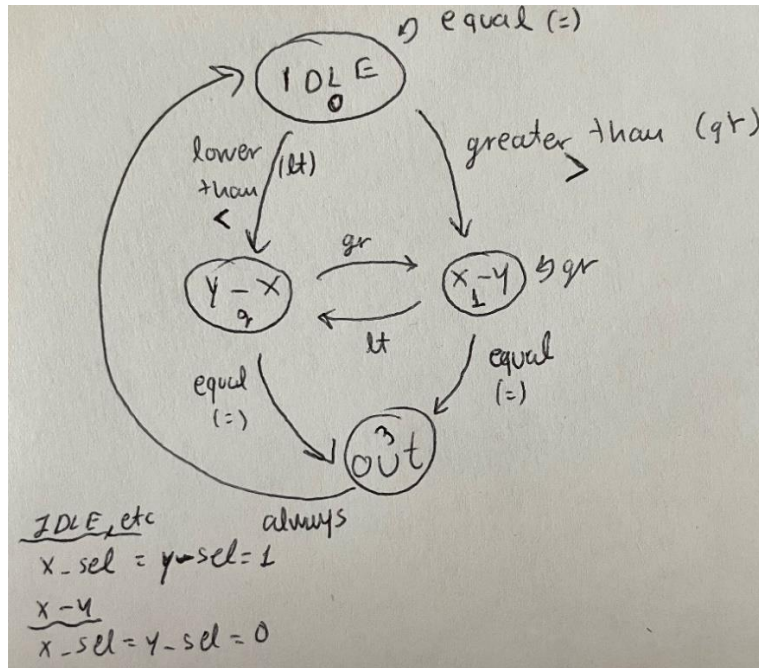 equal (=)
IDLE
0
lower
than
(lt)
<
greater than (gr)
>
gr
Y - X
X - Y
1
gr
lt
equal
(=)
equal
(=)
3
OUT
always
IDLE, etc
x_sel = y_sel = 1
x - y
x_sel = y_sel = 0